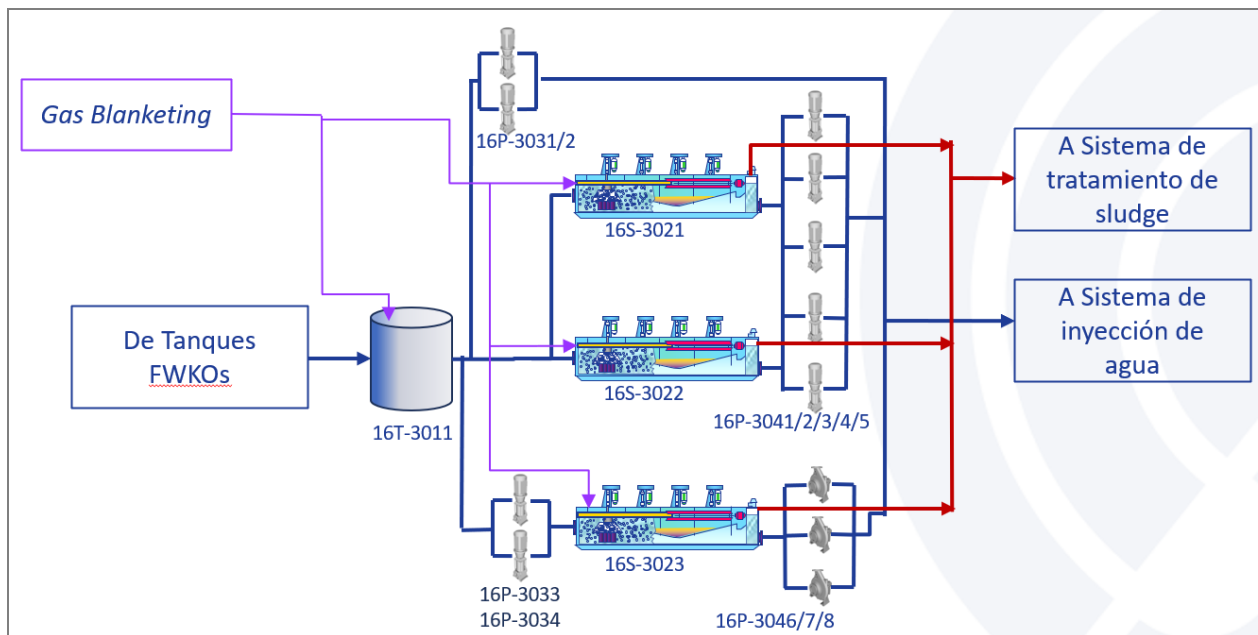 Gas Blanketing
16P-3031/2
A Sistema de
tratamiento de
sludge
16S-3021
De Tanques
FWKOs
A Sistema de
inyección de
agua
16S-3022
16P-3041/2/3/4/5
16T-3011
16S-3023
16P-3033
16P-3034
16P-3046/7/8